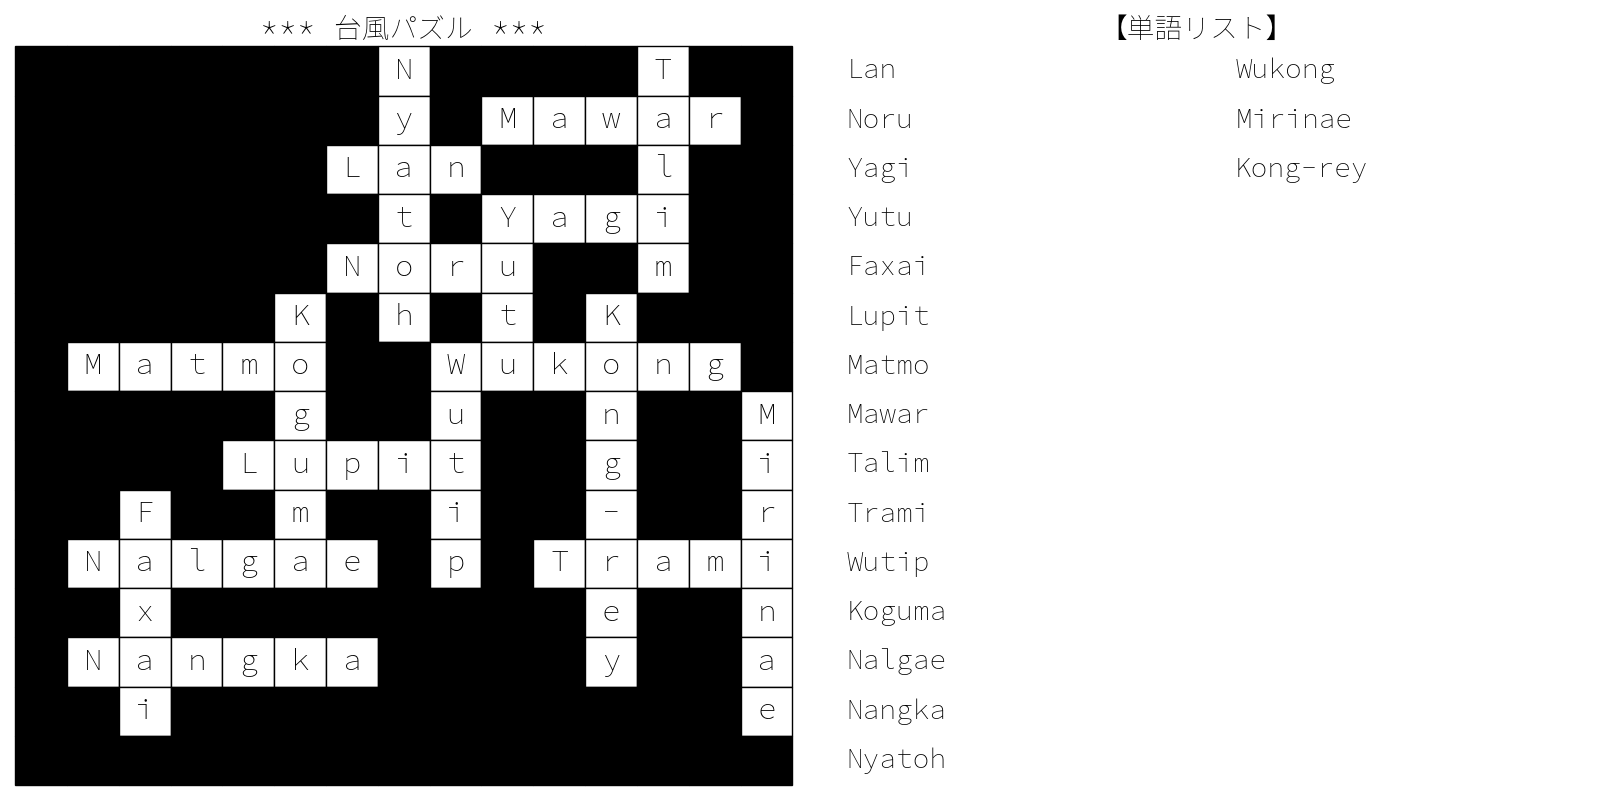 *** 台風パズル ***
N T
y M a w a r
L a n l
t Y a g i
N o r u m
K h t K
M a t m o W u k o n g
g u n M
L u p i t g i
F m i - r
N a l g a e p T r a m i
x e n
N a n g k a y a
i e
【単語リスト】
Lan Wukong
Noru Mirinae
Yagi Kong-rey
Yutu
Faxai
Lupit
Matmo
Mawar
Talim
Trami
Wutip
Koguma
Nalgae
Nangka
Nyatoh